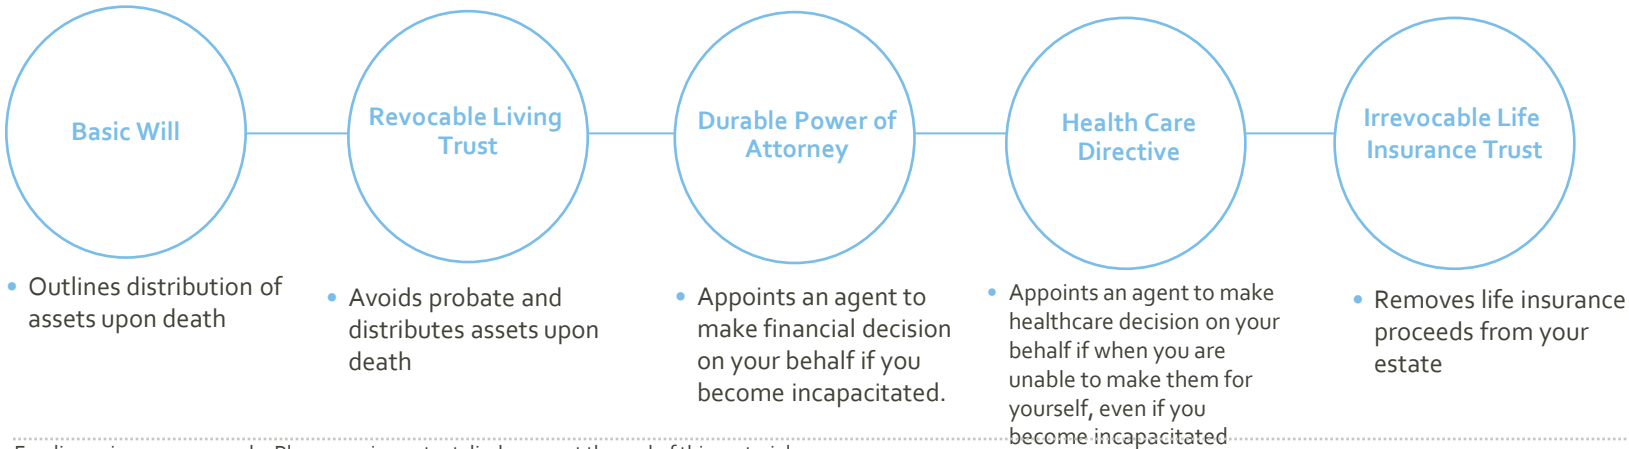 Basic Will
Revocable Living
Trust
Durable Power of
Attorney
Health Care
Directive
Irrevocable Life
Insurance Trust
• Outlines distribution of
assets upon death
• Avoids probate and
distributes assets upon
death
• Appoints an agent to
make financial decision
on your behalf if you
become incapacitated.
• Appoints an agent to make
healthcare decision on your
behalf if when you are
unable to make them for
yourself, even if you
become incapacitated
• Removes life insurance
proceeds from your
estate